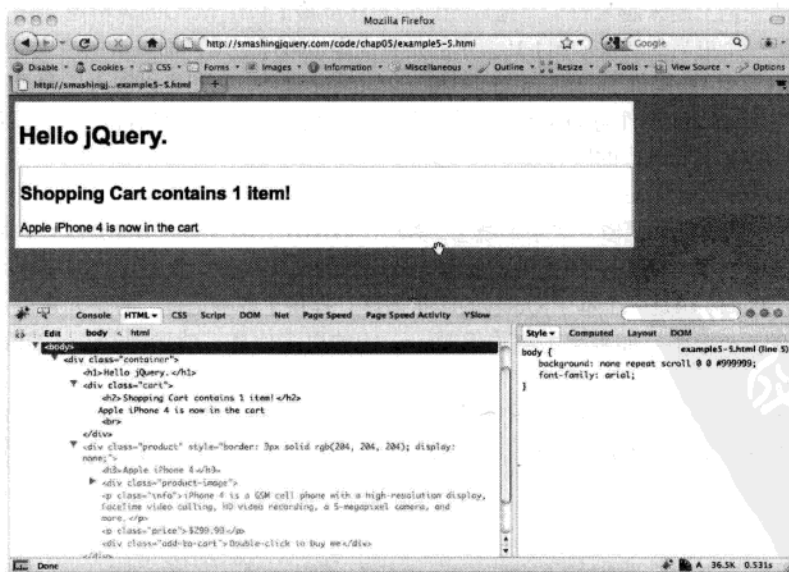 Mozilla Firefox
http://smashingjquery.com/code/chap05/example5-5.html
Google
Disable Cookies CSS Forms Images Information Miscellaneous Outline Resize Tools View Source Options
http://smashingj...example5-5.html
Hello jQuery.
Shopping Cart contains 1 item!
Apple iPhone 4 is now in the cart
Console HTML CSS Script DOM Net Page Speed Page Speed Activity YSlow
Edit body < html
<body>
<div class="container">
<h1>Hello jQuery.</h1>
<div class="cart">
<h2>Shopping Cart contains 1 item!</h2>
Apple iPhone 4 is now in the cart
<br>
</div>
<div class="product" style="border: 3px solid rgb(204, 204, 204); display:
none;">
<h3>Apple iPhone 4</h3>
<div class="product-image">
<p class="info">iPhone 4 is a GSM cell phone with a high-resolution display,
FaceTime video calling, HD video recording, a 5-megapixel camera, and
more.</p>
<p class="price">$299.90</p>
<div class="add-to-cart">Double-click to buy me</div>
</div>
Style Computed Layout DOM
body { example5-5.html (line 5)
background: none repeat scroll 0 0 #999999;
font-family: arial;
}
Done
A 36.5K 0.531s